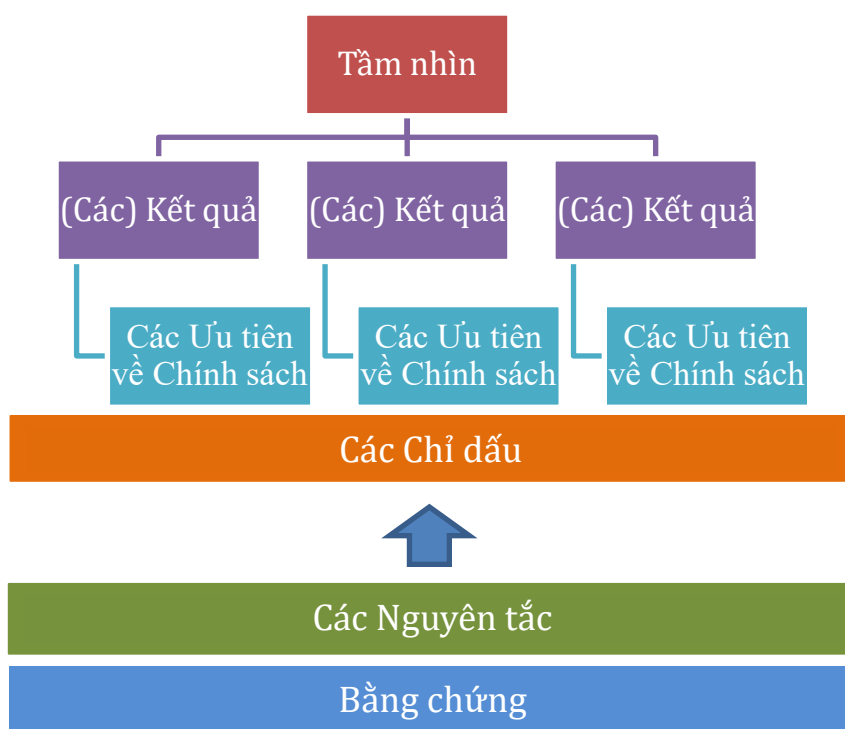 Tầm nhìn
(Các) Kết quả
(Các) Kết quả
(Các) Kết quả
Các Ưu tiên
về Chính sách
Các Ưu tiên
về Chính sách
Các Ưu tiên
về Chính sách
Các Chỉ dấu
Các Nguyên tắc
Bằng chứng